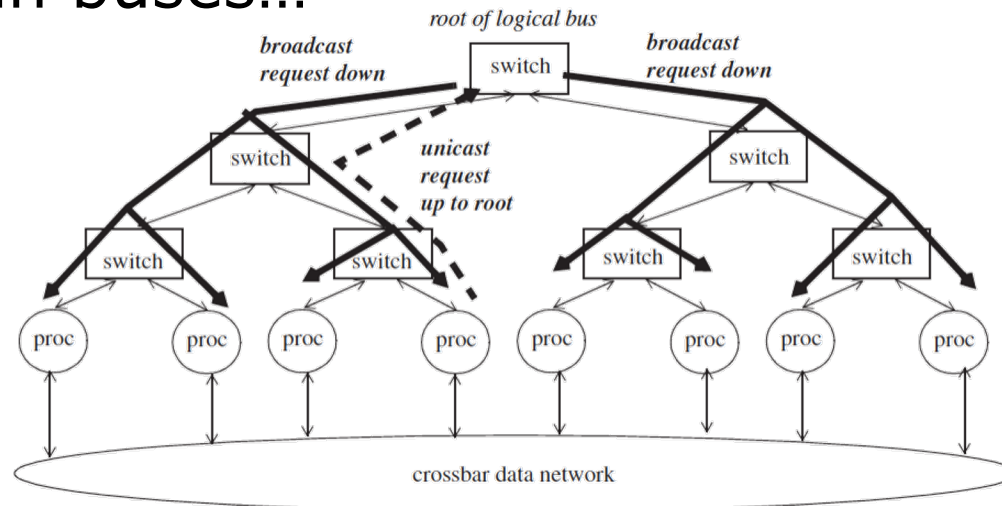 in buses...
root of logical bus
broadcast
request down
switch
broadcast
request down
switch
unicast
request
up to root
switch
switch
switch
switch
switch
proc
proc
proc
proc
proc
proc
proc
proc
crossbar data network